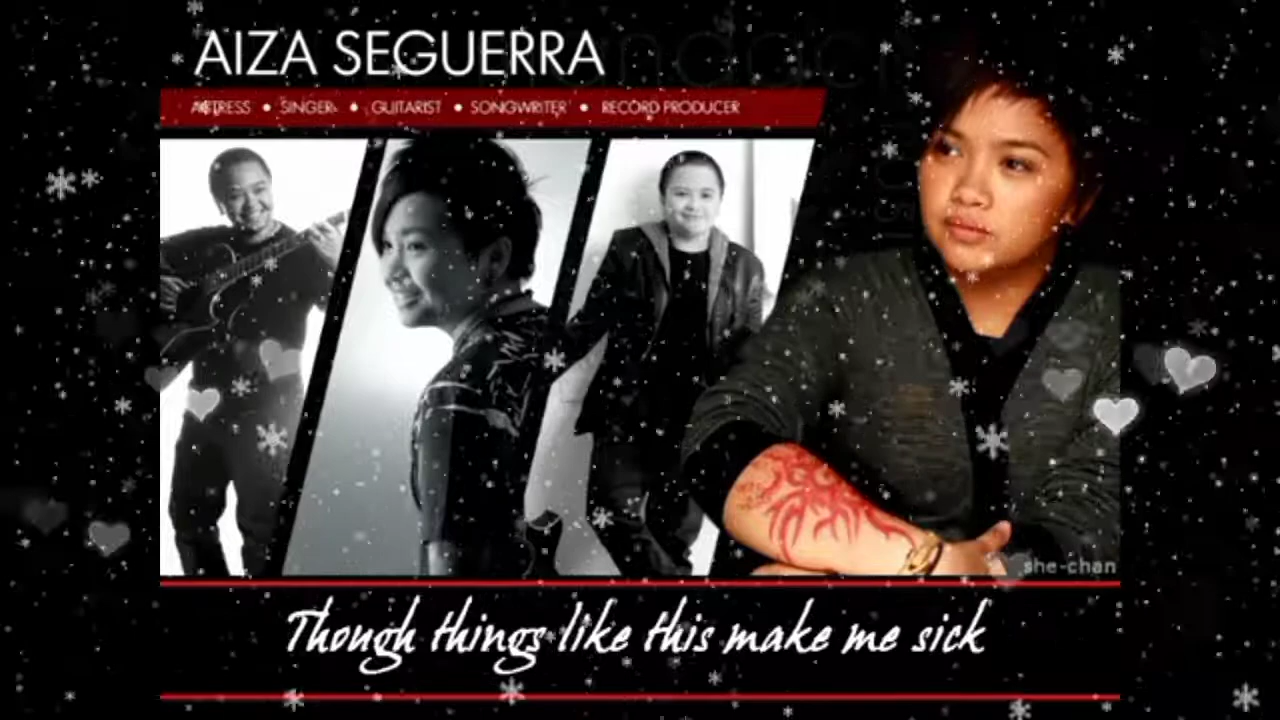 AIZA SEGUERRA
ACTRESS • SINGER • GUITARIST • SONGWRITER • RECORD PRODUCER
she-chan
Though things like this make me sick